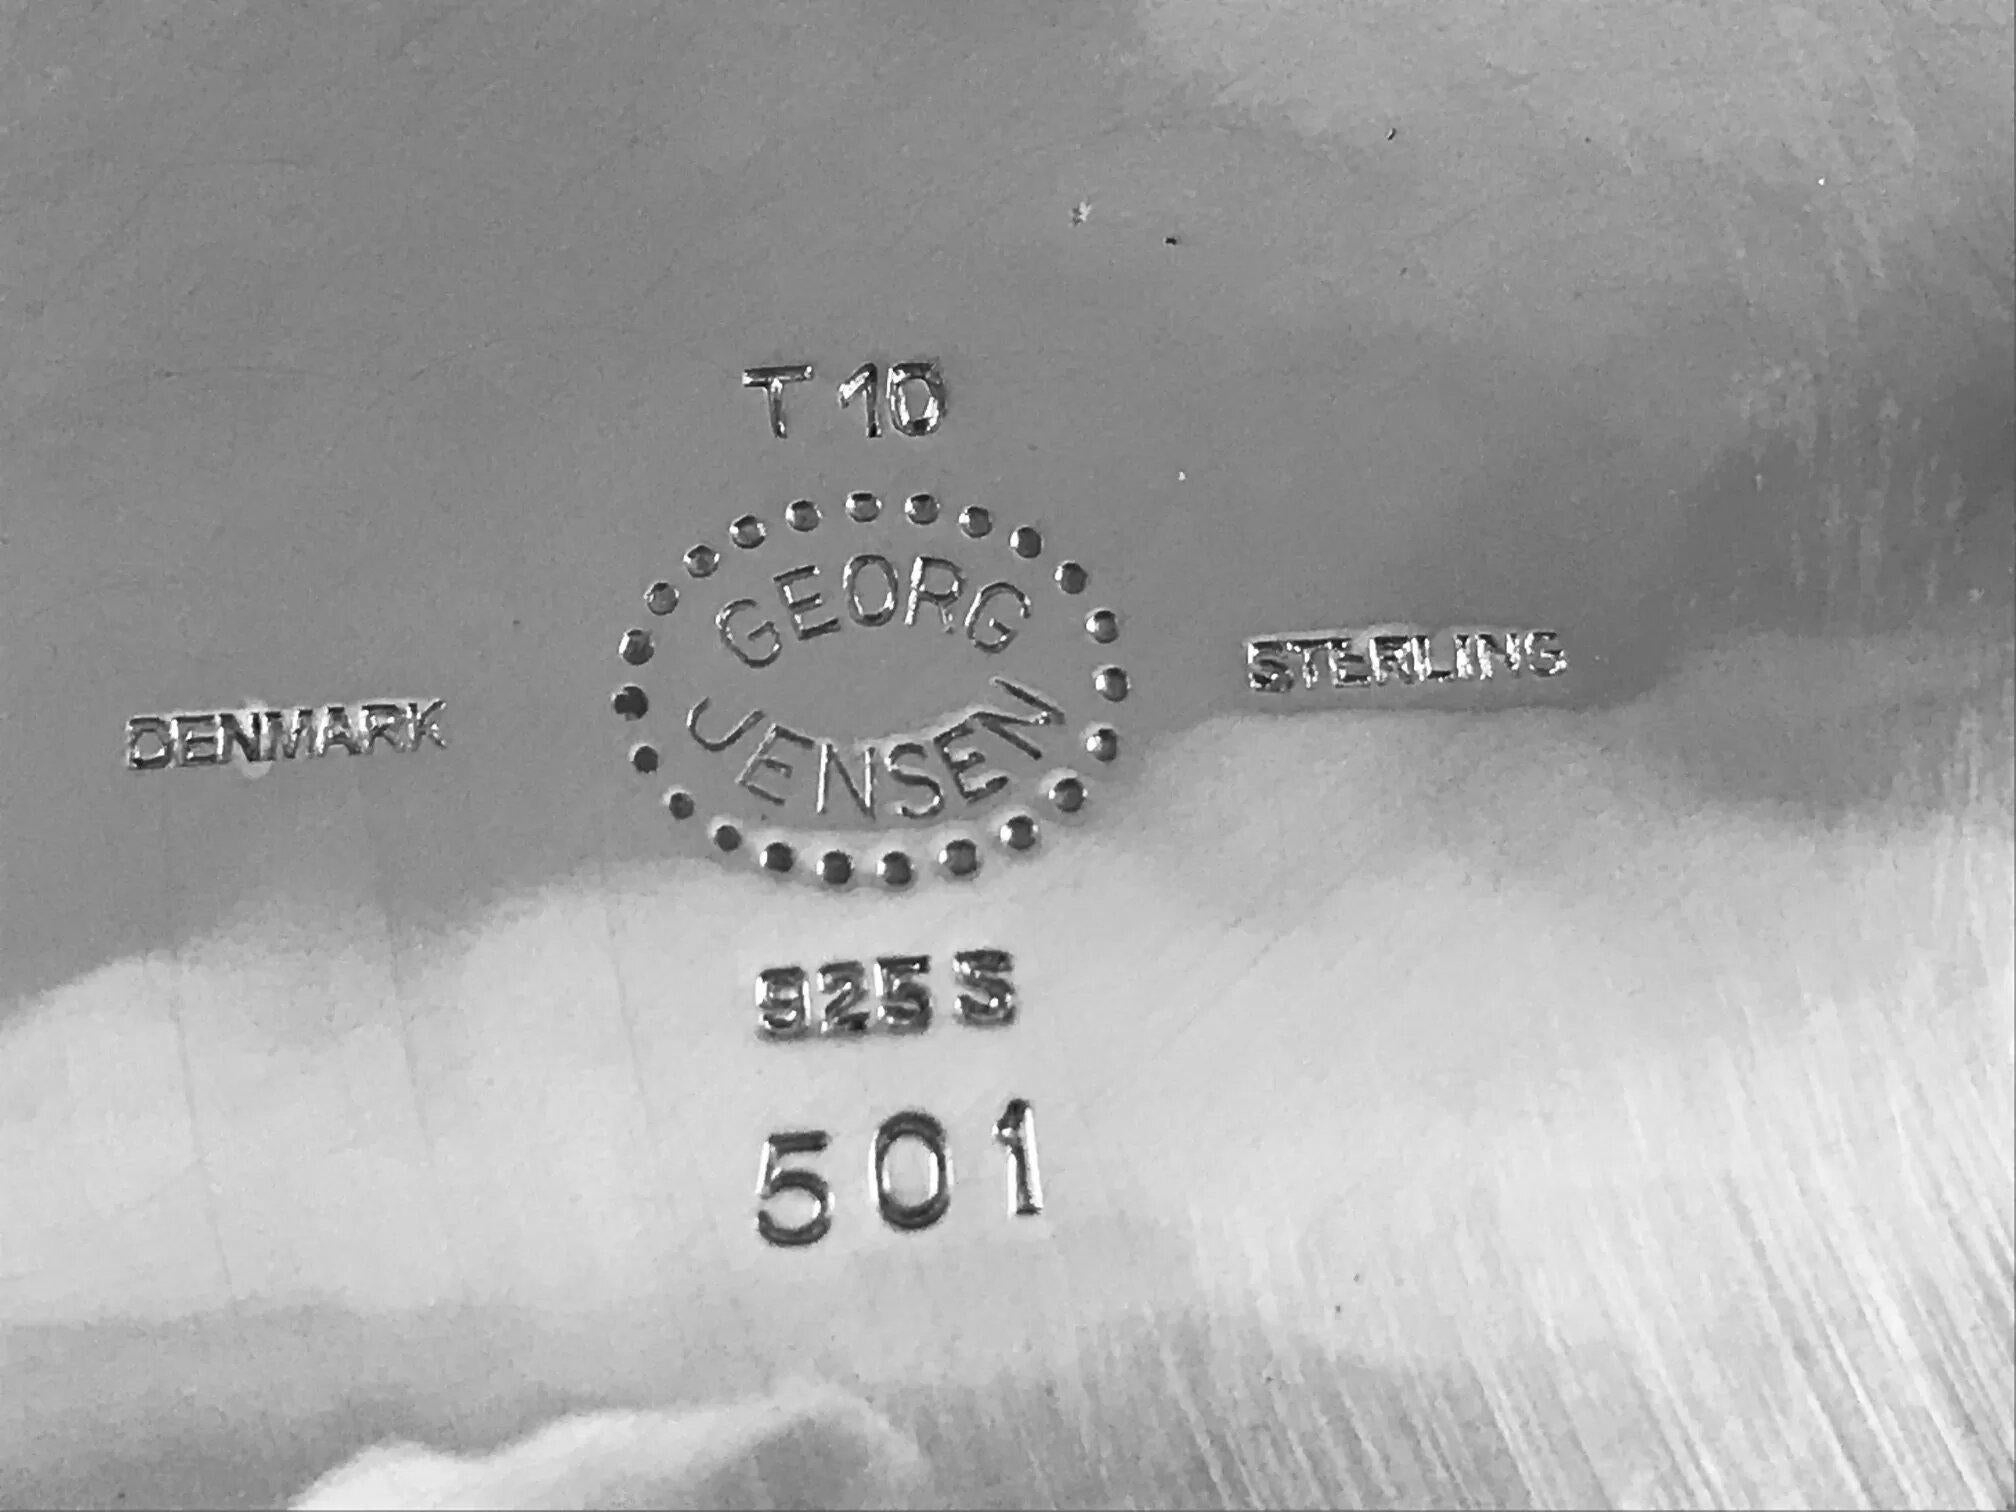 T 10
GEORG
JENSEN
DENMARK
STERLING
925 S
501